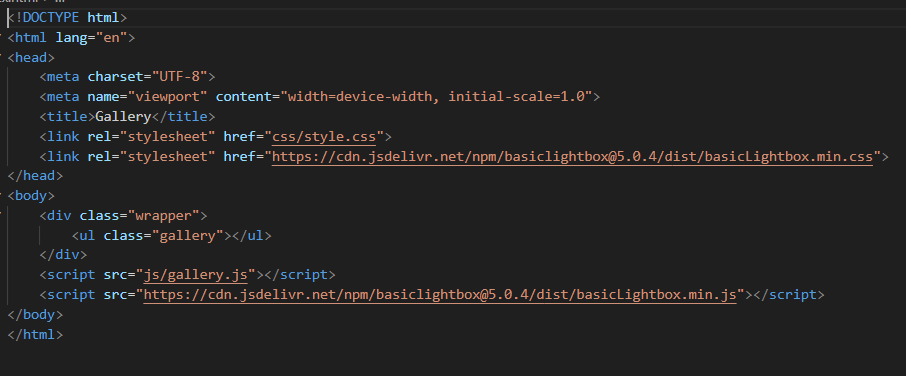 <!DOCTYPE html>
<html lang="en">
<head>
    <meta charset="UTF-8">
    <meta name="viewport" content="width=device-width, initial-scale=1.0">
    <title>Gallery</title>
    <link rel="stylesheet" href="css/style.css">
    <link rel="stylesheet" href="https://cdn.jsdelivr.net/npm/basiclightbox@5.0.4/dist/basicLightbox.min.css">
</head>
<body>
    <div class="wrapper">
        <ul class="gallery"></ul>
    </div>
    <script src="js/gallery.js"></script>
    <script src="https://cdn.jsdelivr.net/npm/basiclightbox@5.0.4/dist/basicLightbox.min.js"></script>
</body>
</html>